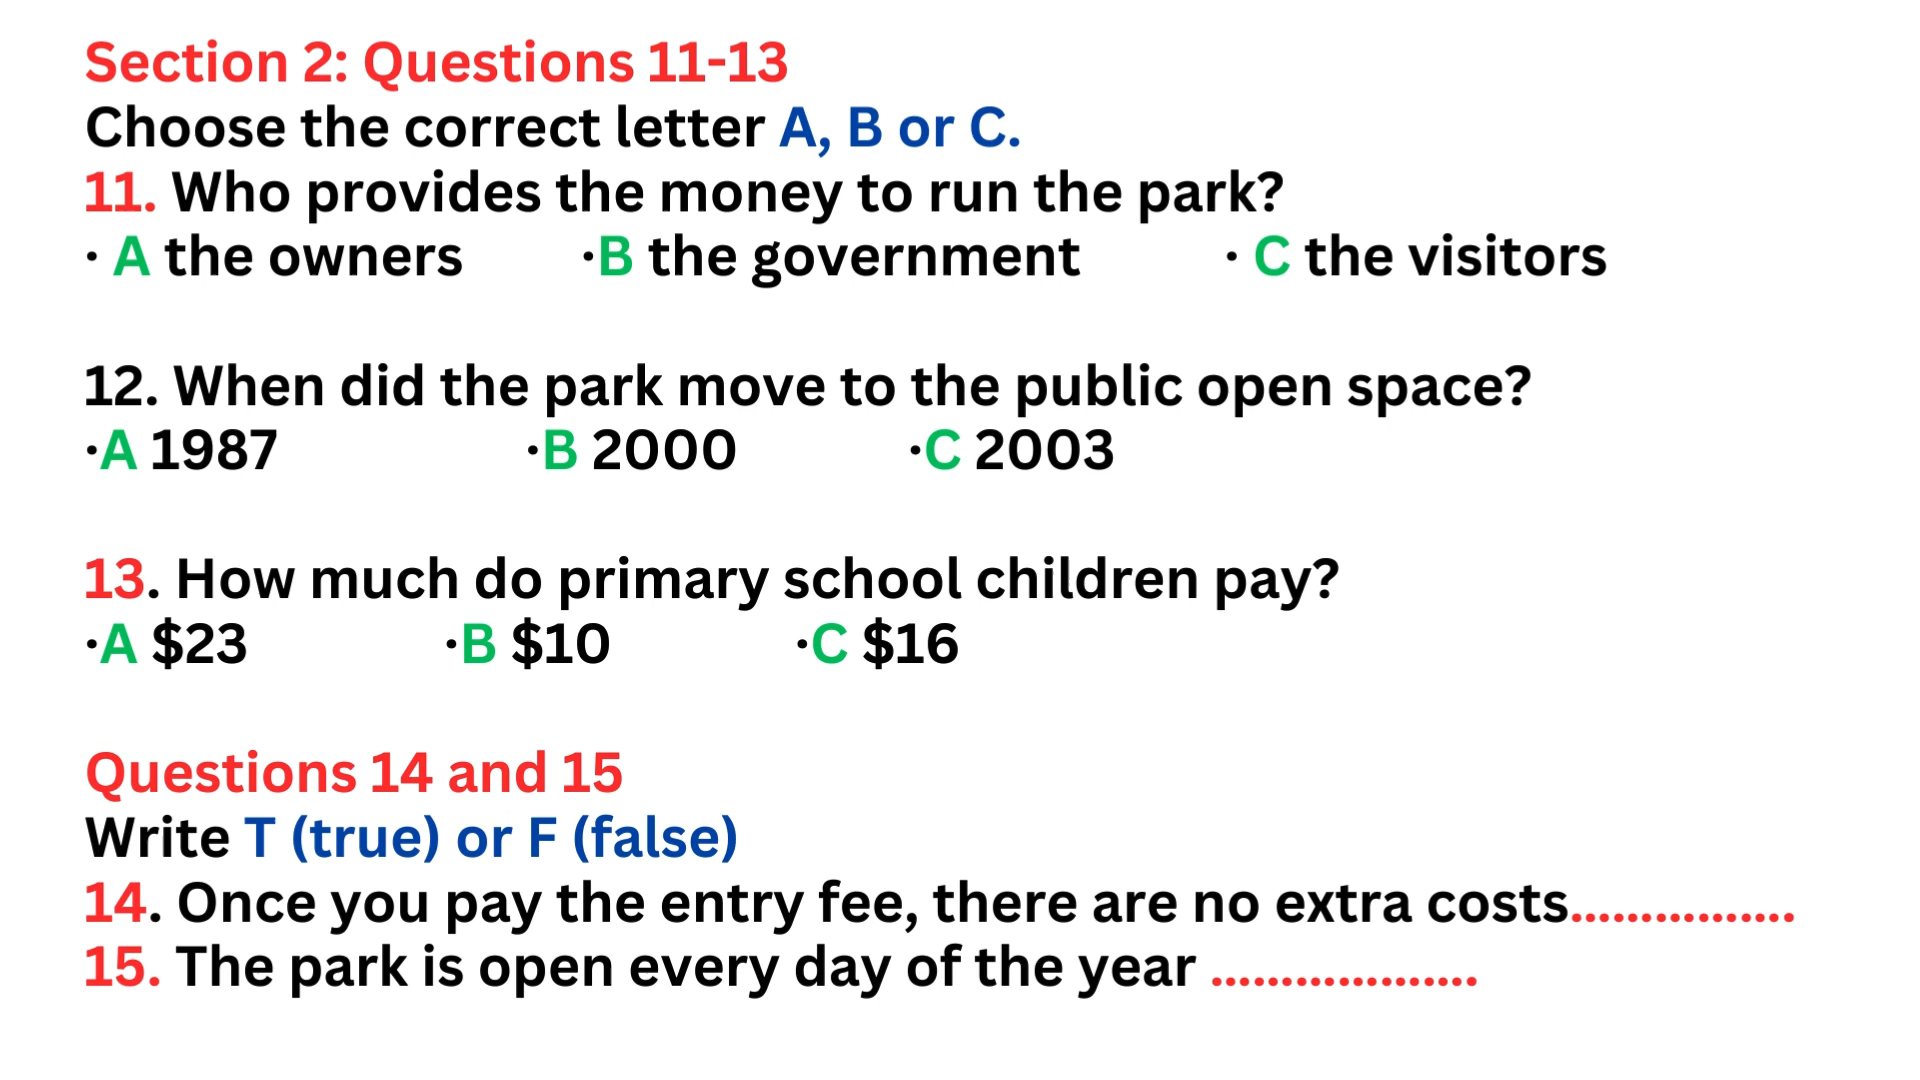 Section 2: Questions 11-13
Choose the correct letter A, B or C.
11. Who provides the money to run the park?
· A the owners ·B the government · C the visitors
12. When did the park move to the public open space?
·A 1987 ·B 2000 ·C 2003
13. How much do primary school children pay?
·A $23 ·B $10 ·C $16
Questions 14 and 15
Write T (true) or F (false)
14. Once you pay the entry fee, there are no extra costs................
15. The park is open every day of the year ...................